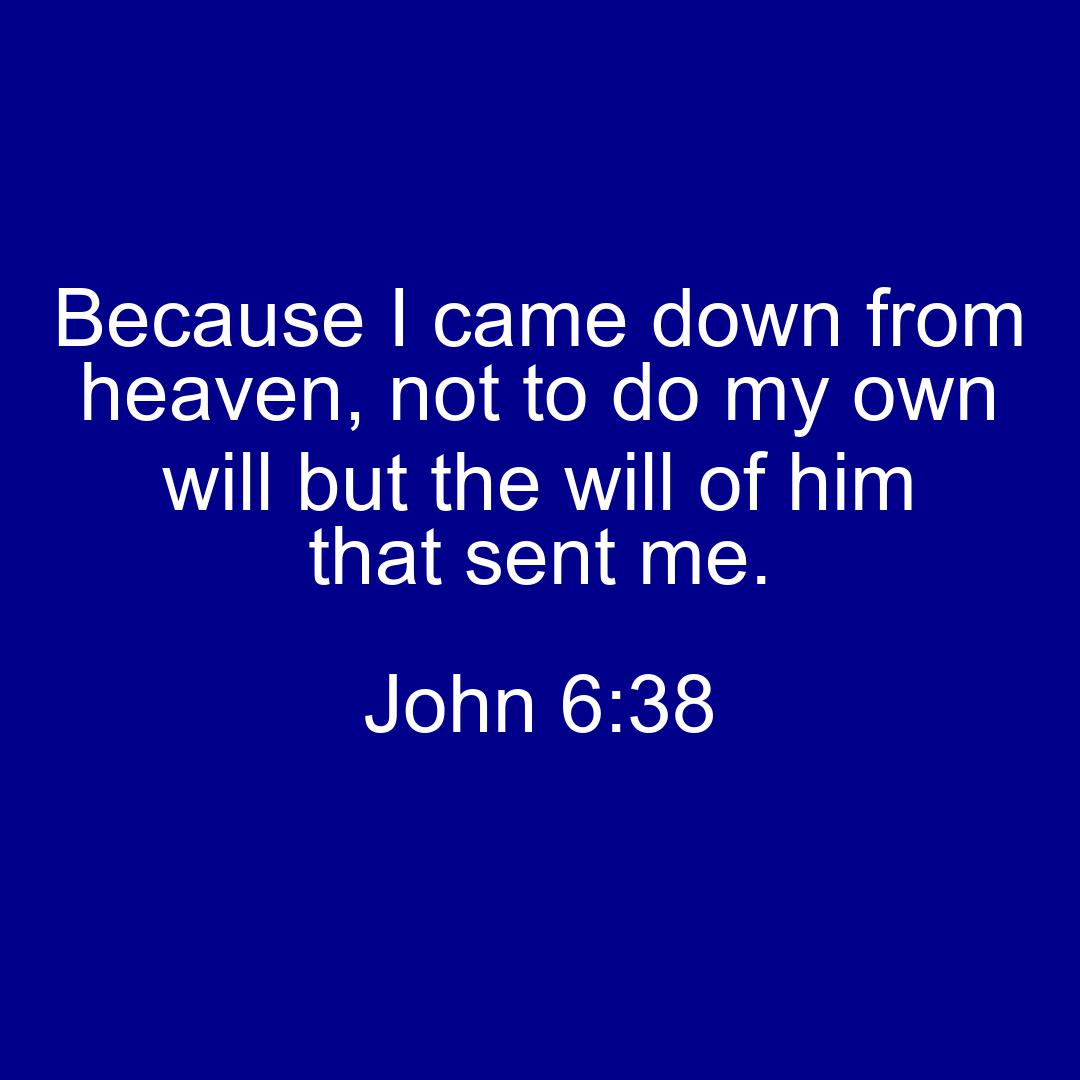 Because I came down from
heaven, not to do my own
will but the will of him
that sent me.
John 6:38